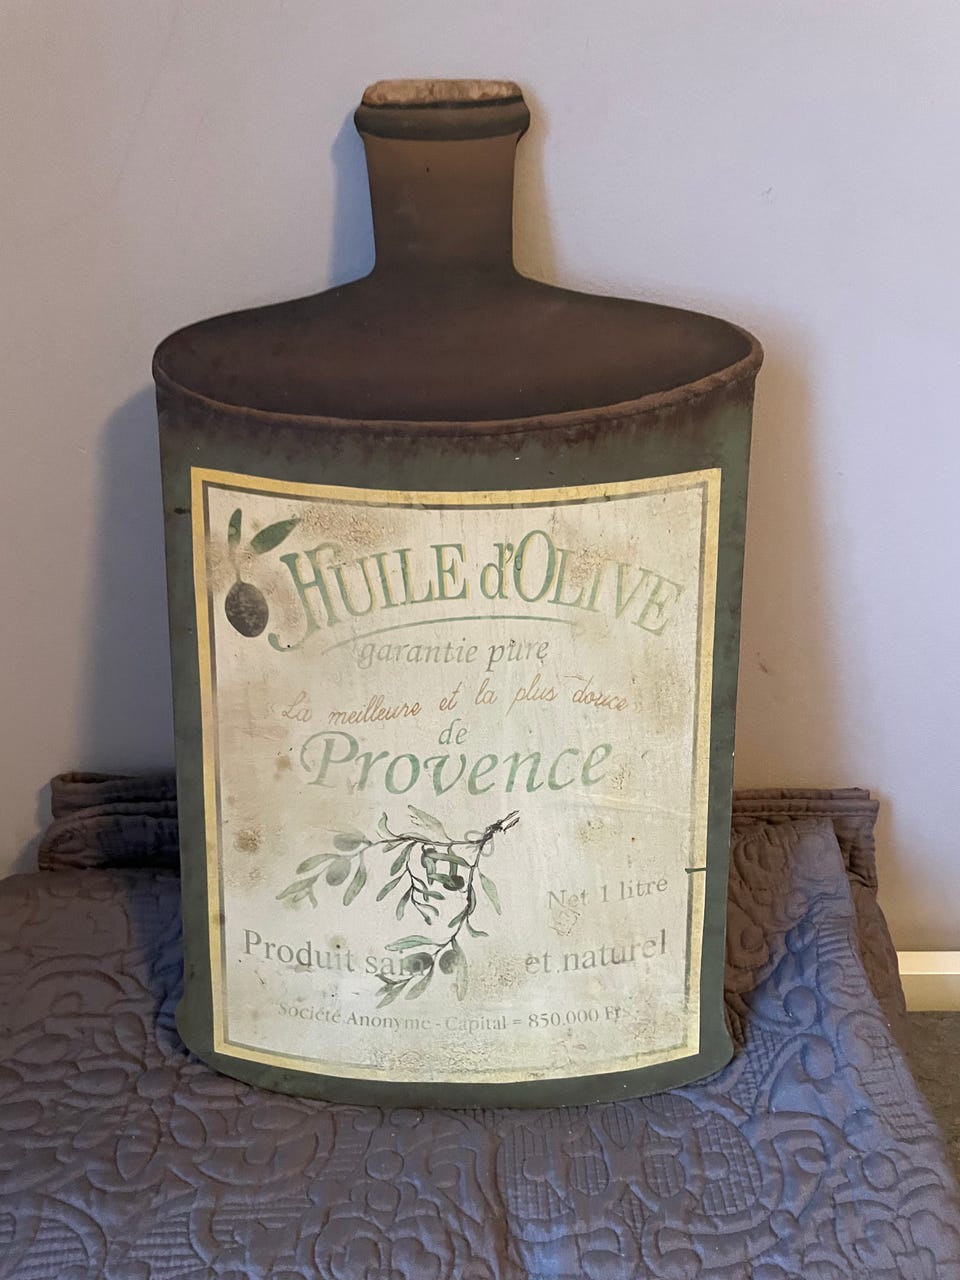 HUILE d'OLIVE
garantie pure
"La meilleure et la plus douce"
de
Provence
Net 1 litre
Produit sain et naturel
Société Anonyme - Capital = 850.000 Fr